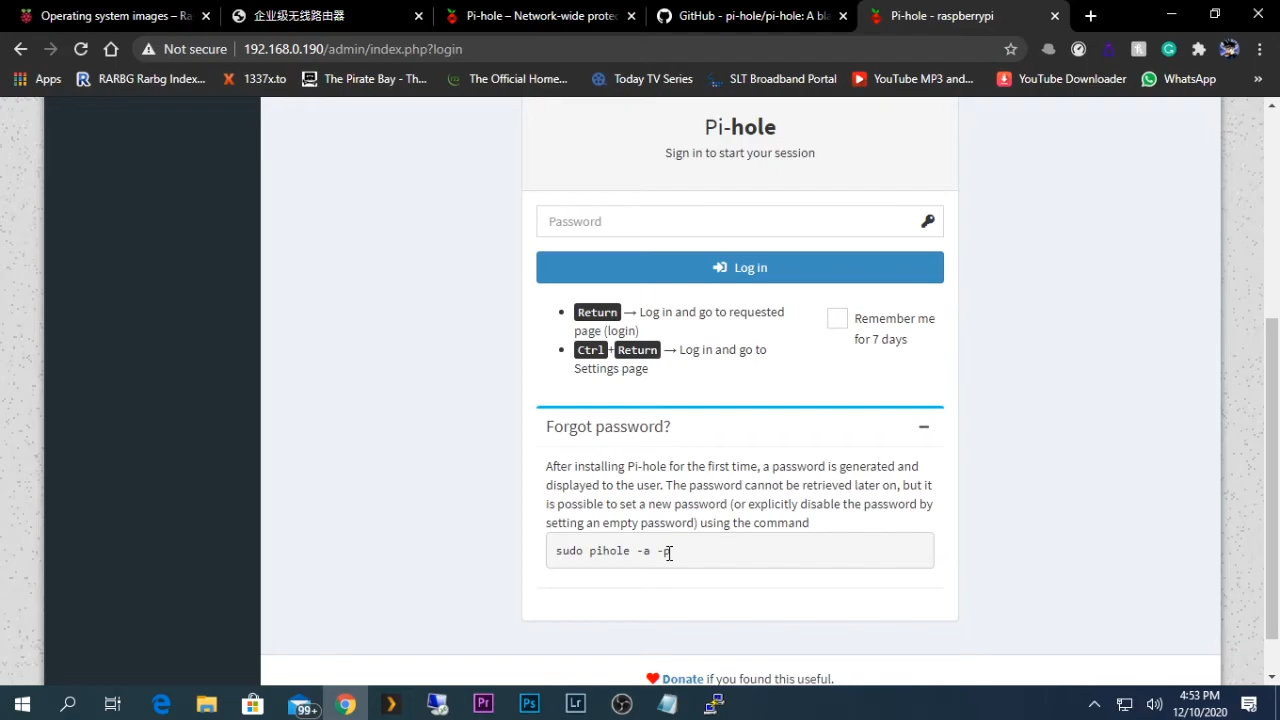 Operating system images – Ra
企业级无线路由器
Pi-hole – Network-wide protec
GitHub - pi-hole/pi-hole: A bla
Pi-hole - raspberrypi
Not secure
192.168.0.190/admin/index.php?login
Apps
RARBG Rarbg Index...
1337x.to
The Pirate Bay - Th...
The Official Home...
Today TV Series
SLT Broadband Portal
YouTube MP3 and...
YouTube Downloader
WhatsApp
»
Pi-hole
Sign in to start your session
Password
Log in
Return → Log in and go to requested
page (login)
Ctrl+Return → Log in and go to
Settings page
Remember me
for 7 days
Forgot password?
After installing Pi-hole for the first time, a password is generated and
displayed to the user. The password cannot be retrieved later on, but it
is possible to set a new password (or explicitly disable the password by
setting an empty password) using the command
sudo pihole -a -p
Donate if you found this useful.
99+
Pr
Ps
Lr
4:53 PM
12/10/2020